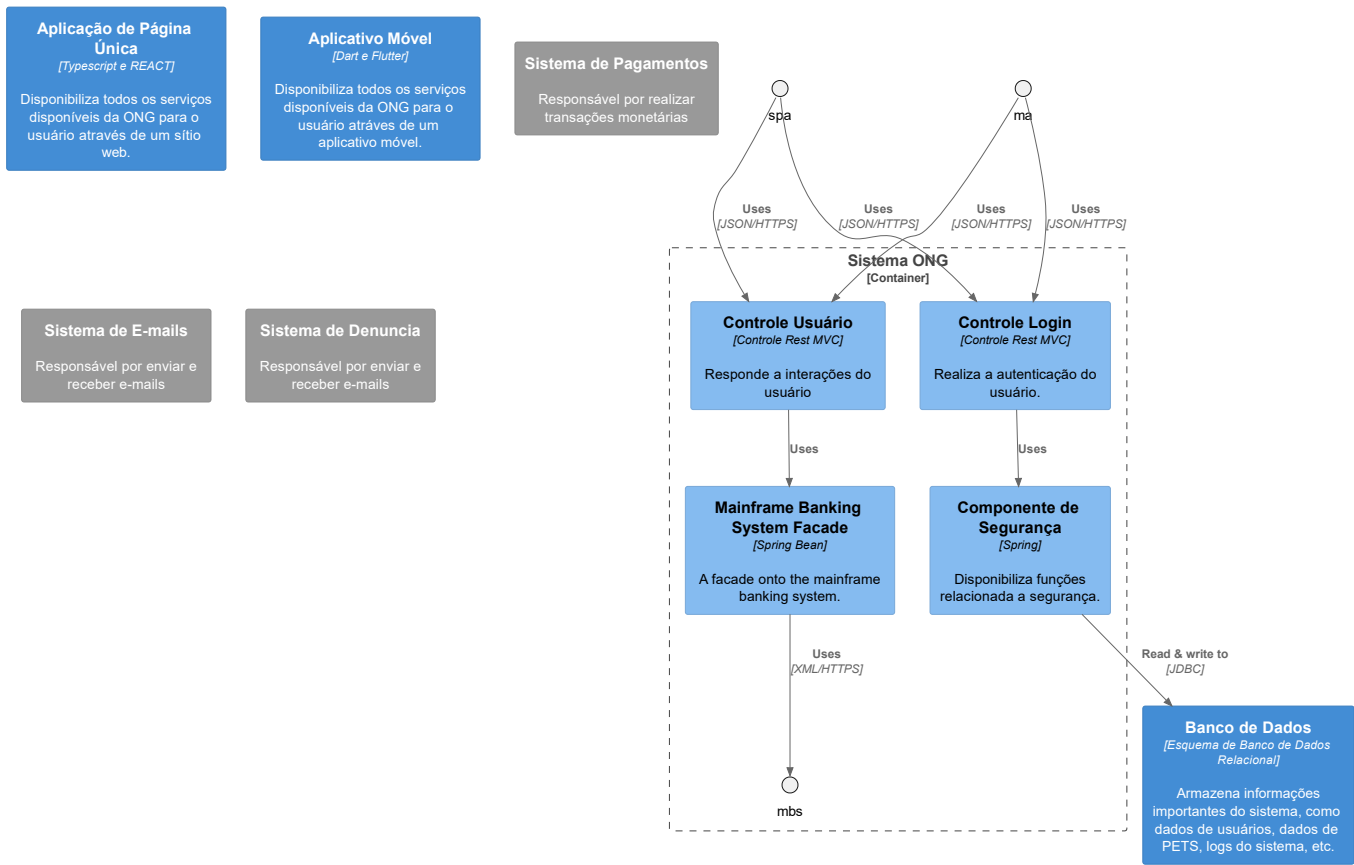 Aplicação de Página
Única
[Typescript e REACT]
Disponibiliza todos os serviços
disponíveis da ONG para o
usuário através de um sítio
web.
Aplicativo Móvel
[Dart e Flutter]
Disponibiliza todos os serviços
disponíveis da ONG para o
usuário atráves de um
aplicativo móvel.
Sistema de Pagamentos
Responsável por realizar
transações monetárias
spa
ma
Uses
[JSON/HTTPS]
Uses
[JSON/HTTPS]
Uses
[JSON/HTTPS]
Uses
[JSON/HTTPS]
Sistema ONG
[Container]
Sistema de E-mails
Responsável por enviar e
receber e-mails
Sistema de Denuncia
Responsável por enviar e
receber e-mails
Controle Usuário
[Controle Rest MVC]
Responde a interações do
usuário
Controle Login
[Controle Rest MVC]
Realiza a autenticação do
usuário.
Uses
Uses
Mainframe Banking
System Facade
[Spring Bean]
A facade onto the mainframe
banking system.
Componente de
Segurança
[Spring]
Disponibiliza funções
relacionada a segurança.
Uses
[XML/HTTPS]
Read & write to
[JDBC]
mbs
Banco de Dados
[Esquema de Banco de Dados
Relacional]
Armazena informações
importantes do sistema, como
dados de usuários, dados de
PETS, logs do sistema, etc.